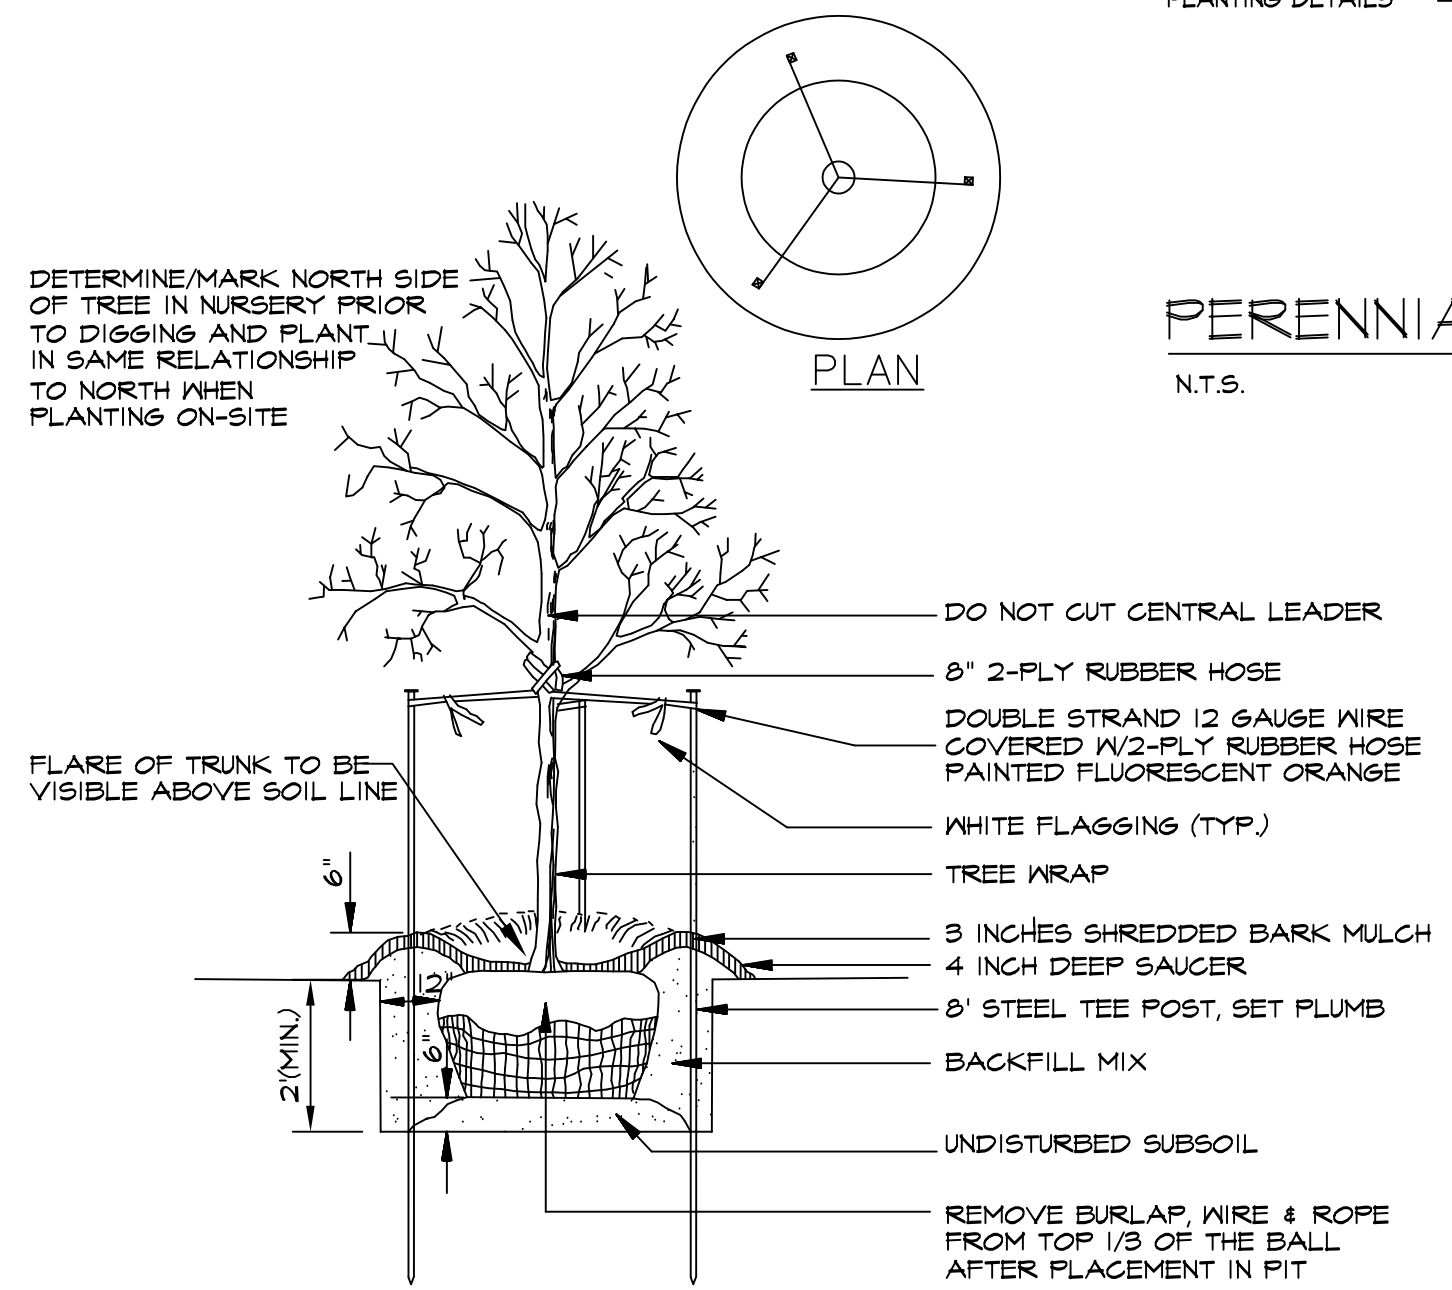 PLANTING DETAILS
PLAN
DETERMINE/MARK NORTH SIDE
OF TREE IN NURSERY PRIOR
TO DIGGING AND PLANT
IN SAME RELATIONSHIP
TO NORTH WHEN
PLANTING ON-SITE
PERENNIA
N.T.S.
DO NOT CUT CENTRAL LEADER
8" 2-PLY RUBBER HOSE
DOUBLE STRAND 12 GAUGE WIRE
COVERED W/2-PLY RUBBER HOSE
PAINTED FLUORESCENT ORANGE
FLARE OF TRUNK TO BE
VISIBLE ABOVE SOIL LINE
WHITE FLAGGING (TYP.)
TREE WRAP
6"
3 INCHES SHREDDED BARK MULCH
4 INCH DEEP SAUCER
12"
8' STEEL TEE POST, SET PLUMB
2'(MIN.)
6"
BACKFILL MIX
UNDISTURBED SUBSOIL
REMOVE BURLAP, WIRE & ROPE
FROM TOP 1/3 OF THE BALL
AFTER PLACEMENT IN PIT